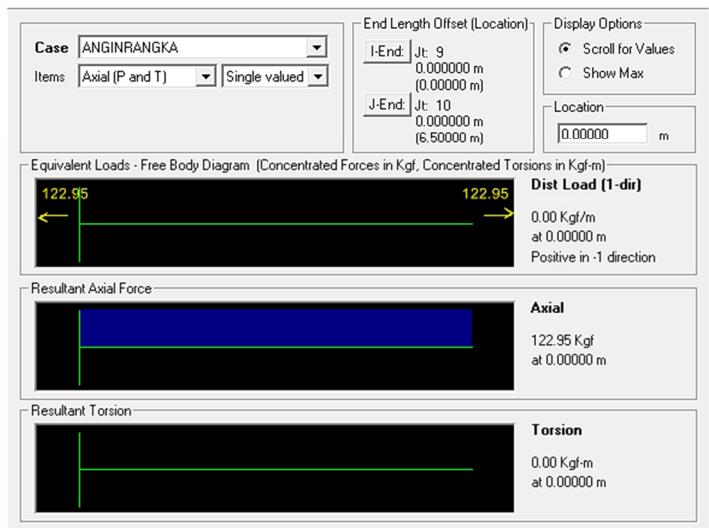 Case ANGINRANGKA
Items Axial (P and T) Single valued
End Length Offset (Location)
I-End: Jt: 9
0.000000 m
(0.00000 m)
J-End: Jt: 10
0.000000 m
(6.50000 m)
Display Options
Scroll for Values
Show Max
Location
0.00000 m
Equivalent Loads - Free Body Diagram (Concentrated Forces in Kgf, Concentrated Torsions in Kgf-m)
122.95 122.95
Dist Load (1-dir)
0.00 Kgf/m
at 0.00000 m
Positive in -1 direction
Resultant Axial Force
Axial
122.95 Kgf
at 0.00000 m
Resultant Torsion
Torsion
0.00 Kgf-m
at 0.00000 m